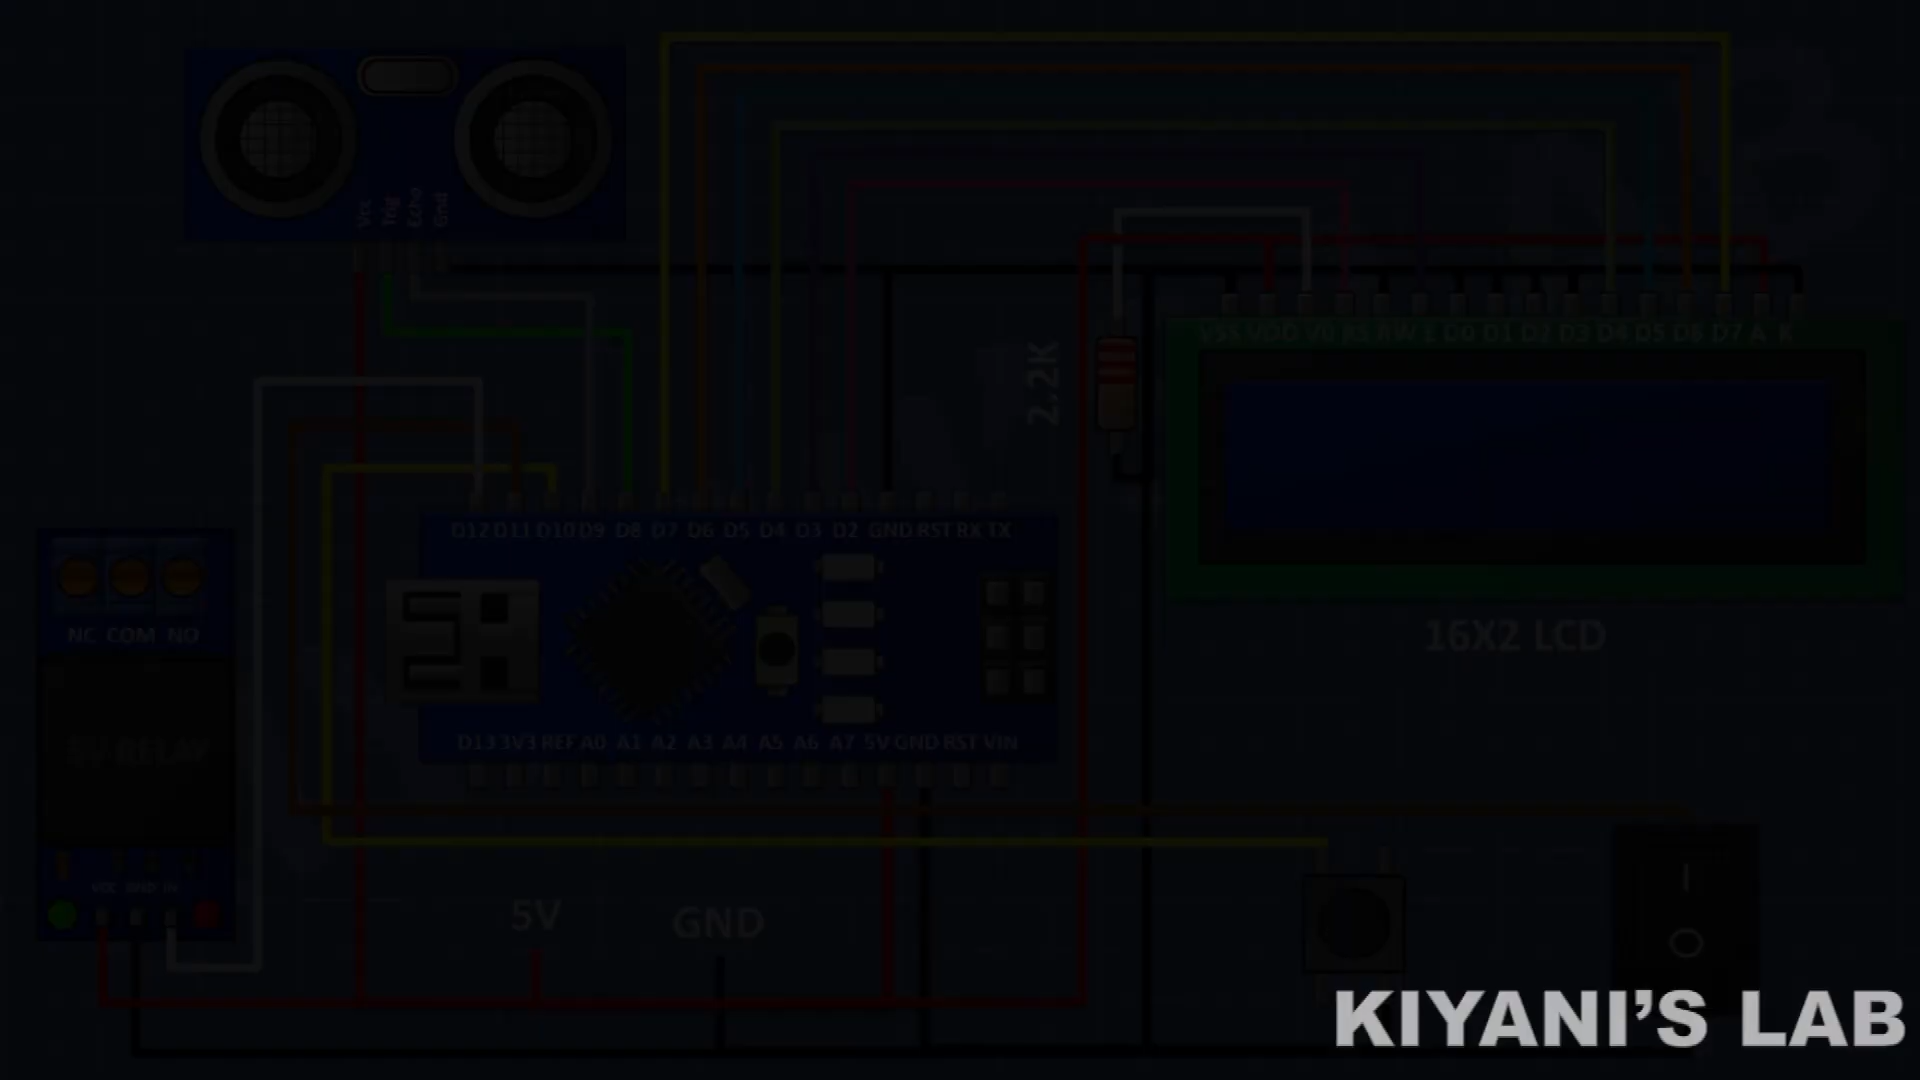 Vcc Trig Echo Gnd
VSS VDD V0 RS RW E D0 D1 D2 D3 D4 D5 D6 D7 A K
2.2K
D12 D11 D10 D9 D8 D7 D6 D5 D4 D3 D2 GND RST RX TX
NC COM NO
16X2 LCD
D13 3V3 REF A0 A1 A2 A3 A4 A5 A6 A7 5V GND RST VIN
5V RELAY
VCC GND IN
5V
GND
KIYANI'S LAB